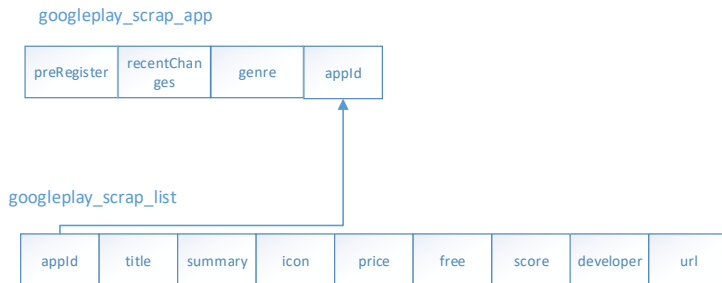 googleplay_scrap_app
preRegister recentChan ges genre appId
googleplay_scrap_list
appId title summary icon price free score developer url